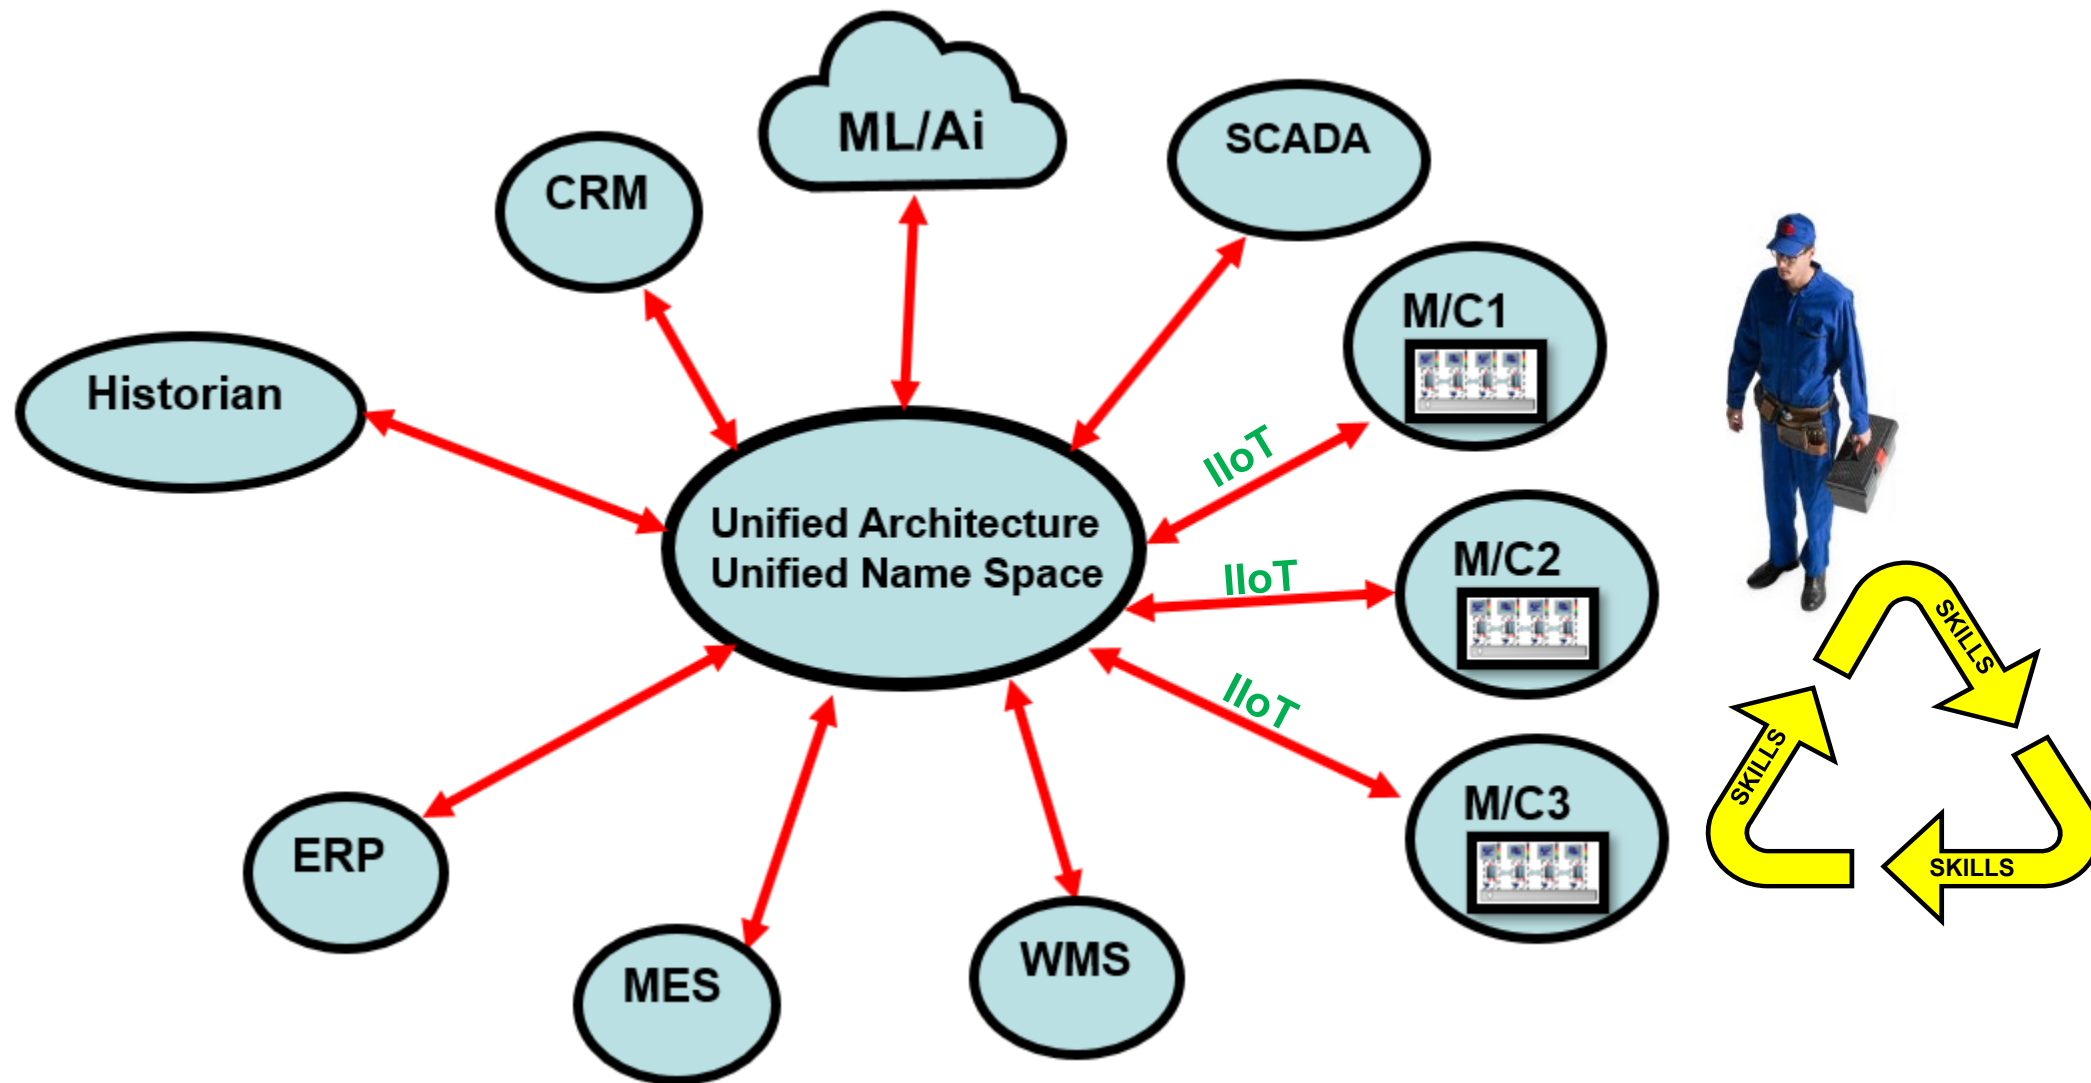 ML/Ai
SCADA
CRM
M/C1
Historian
IIoT
Unified Architecture
Unified Name Space
M/C2
IIoT
SKILLS
IIoT
SKILLS
M/C3
ERP
SKILLS
WMS
MES